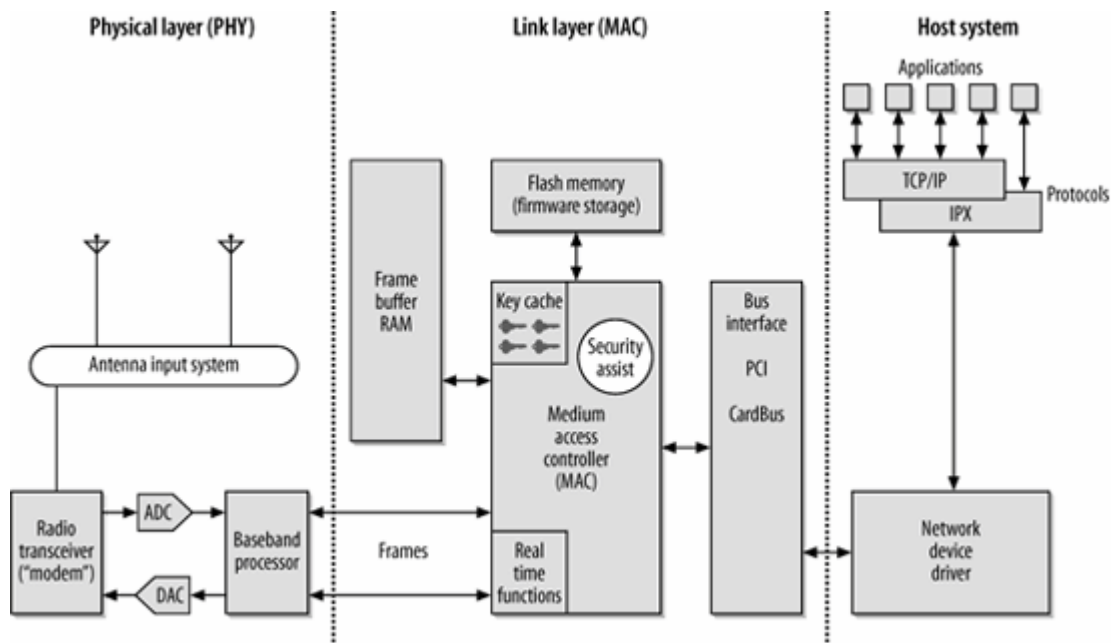 Physical layer (PHY)
Link layer (MAC)
Host system
Applications
TCP/IP
Protocols
IPX
Flash memory
(firmware storage)
Frame
buffer
RAM
Key cache
Security
assist
Medium
access
controller
(MAC)
Bus
interface
PCI
CardBus
Antenna input system
Radio
transceiver
("modem")
ADC
DAC
Baseband
processor
Frames
Real
time
functions
Network
device
driver